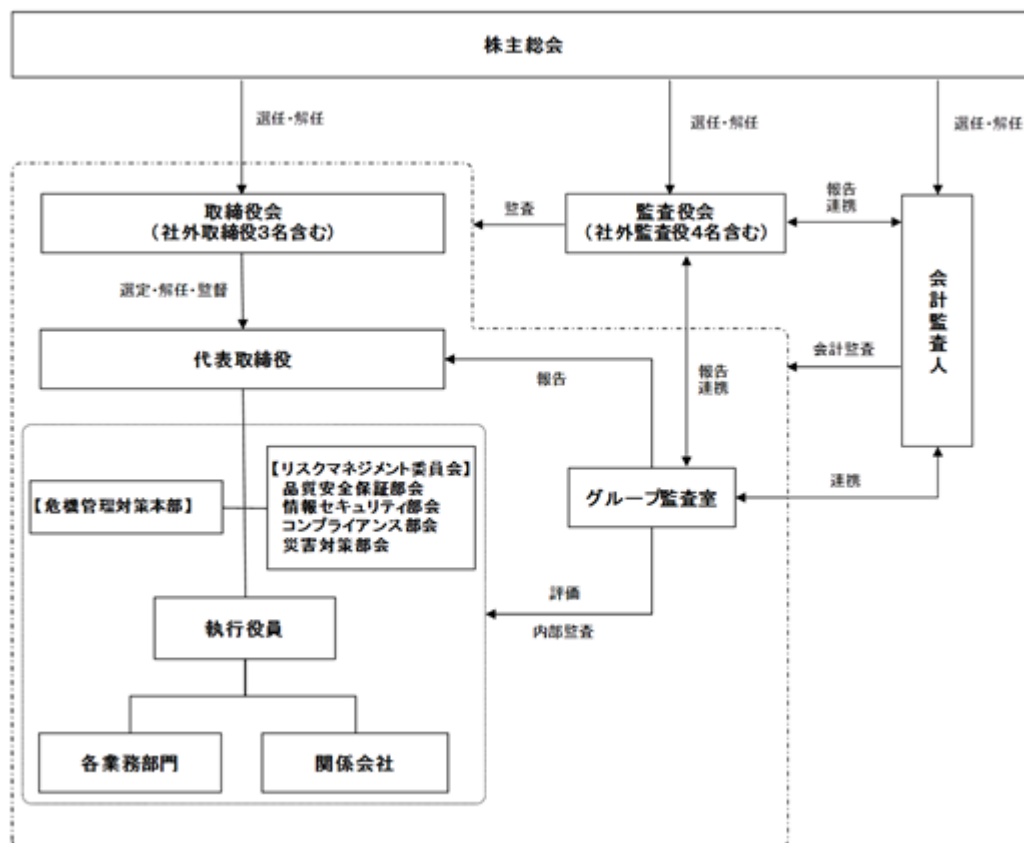 株主総会
選任・解任
選任・解任
選任・解任
取締役会
（社外取締役3名含む）
監査
監査役会
（社外監査役4名含む）
報告
連携
会計監査人
選定・解任・監督
代表取締役
会計監査
報告
報告
連携
【リスクマネジメント委員会】
品質安全保証部会
情報セキュリティ部会
コンプライアンス部会
災害対策部会
【危機管理対策本部】
グループ監査室
連携
評価
内部監査
執行役員
各業務部門
関係会社